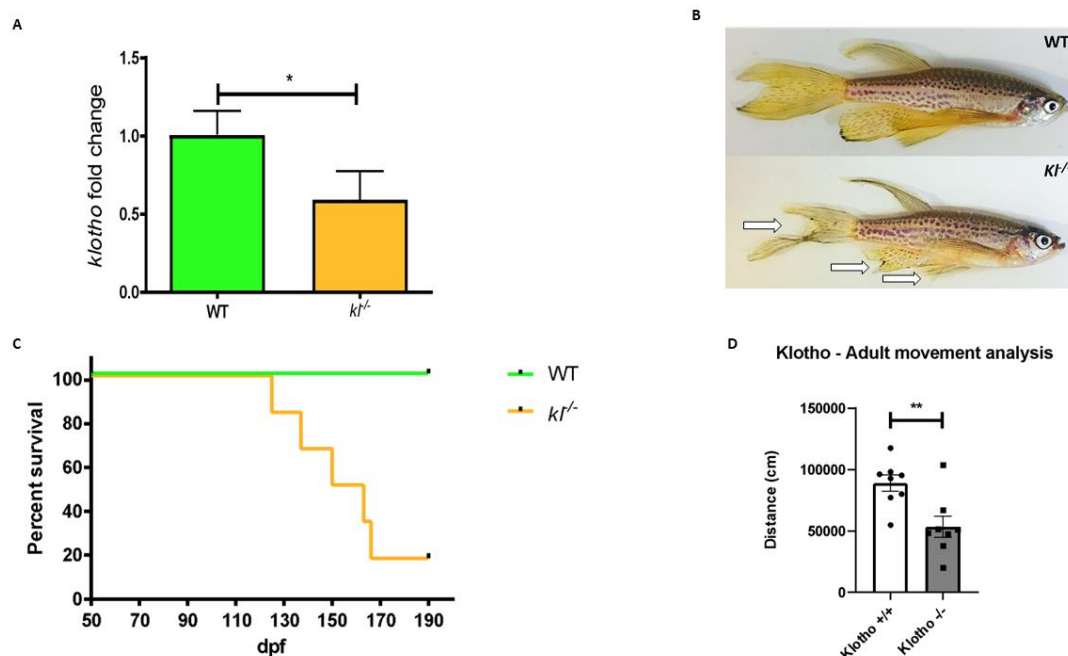 A
klotho fold change
1.5
1.0
0.5
0.0
*
WT
kl-/-
B
WT
Kl-/-
C
Percent survival
100
80
60
40
20
0
50 70 90 110 130 150 170 190
dpf
WT
kl-/-
D
Klotho - Adult movement analysis
Distance (cm)
150000
100000
50000
0
**
Klotho +/+
Klotho -/-